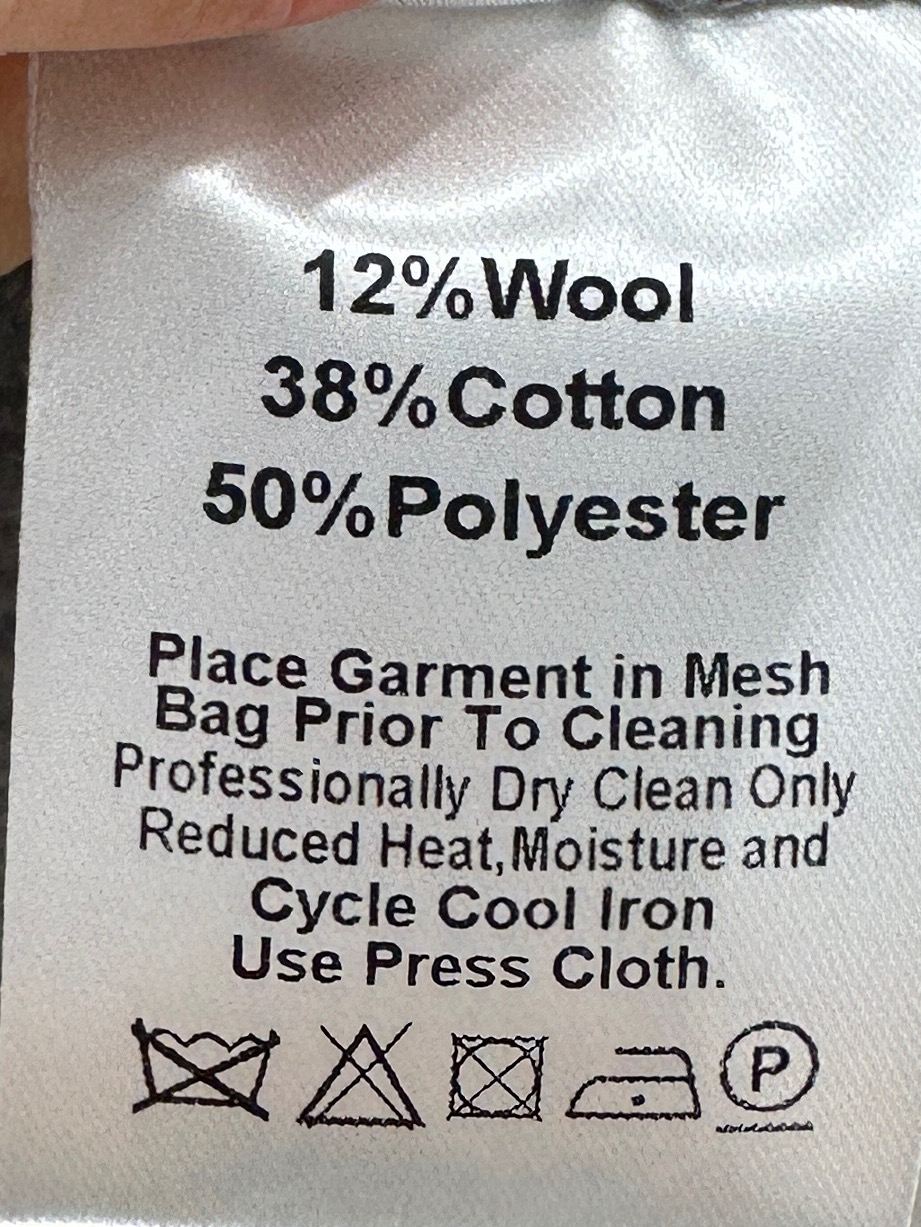 12%Wool
38%Cotton
50%Polyester
Place Garment in Mesh
Bag Prior To Cleaning
Professionally Dry Clean Only
Reduced Heat,Moisture and
Cycle Cool Iron
Use Press Cloth.
P